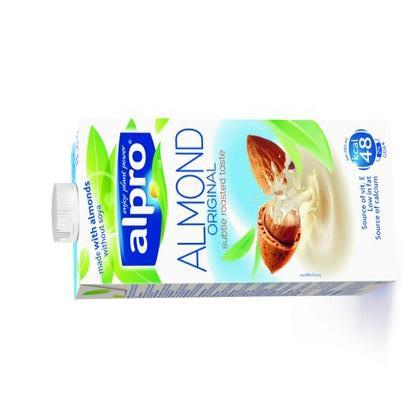 made with almonds
without soya
enjoy plant power
alpro
ALMOND
ORIGINAL
subtle roasted taste
kcal
48
Source of vit. E
Low in fat
Source of calcium